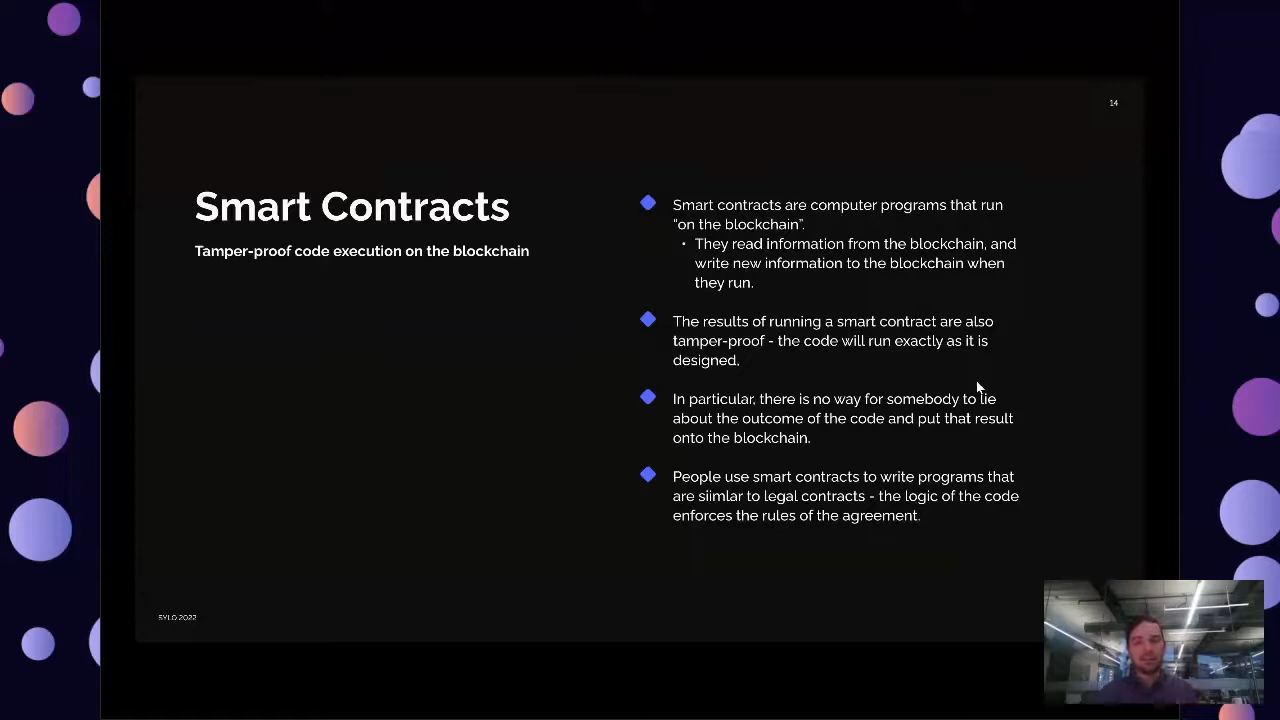 14
Smart Contracts
Tamper-proof code execution on the blockchain
Smart contracts are computer programs that run
“on the blockchain”.
They read information from the blockchain, and
write new information to the blockchain when
they run.
The results of running a smart contract are also
tamper-proof - the code will run exactly as it is
designed.
In particular, there is no way for somebody to lie
about the outcome of the code and put that result
onto the blockchain.
People use smart contracts to write programs that
are siimlar to legal contracts - the logic of the code
enforces the rules of the agreement.
SYLO 2022